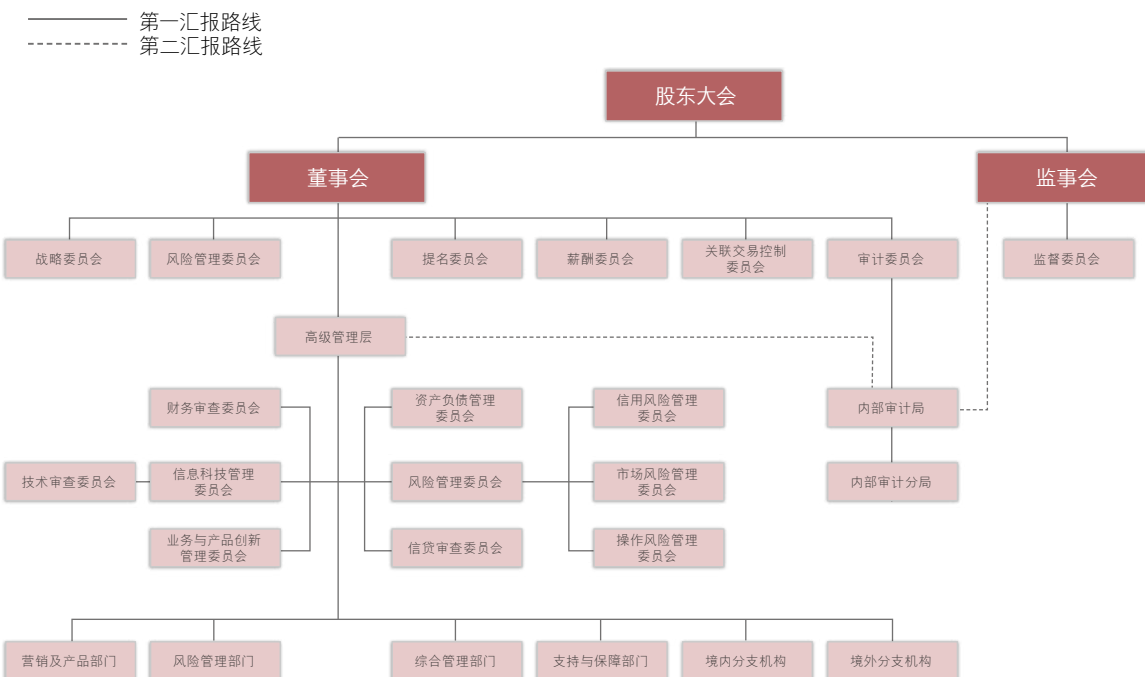 第一汇报路线
第二汇报路线
股东大会
董事会
监事会
战略委员会
风险管理委员会
提名委员会
薪酬委员会
关联交易控制
委员会
审计委员会
监督委员会
高级管理层
财务审查委员会
资产负债管理
委员会
信用风险管理
委员会
内部审计局
技术审查委员会
信息科技管理
委员会
风险管理委员会
市场风险管理
委员会
内部审计分局
业务与产品创新
管理委员会
信贷审查委员会
操作风险管理
委员会
营销及产品部门
风险管理部门
综合管理部门
支持与保障部门
境内分支机构
境外分支机构